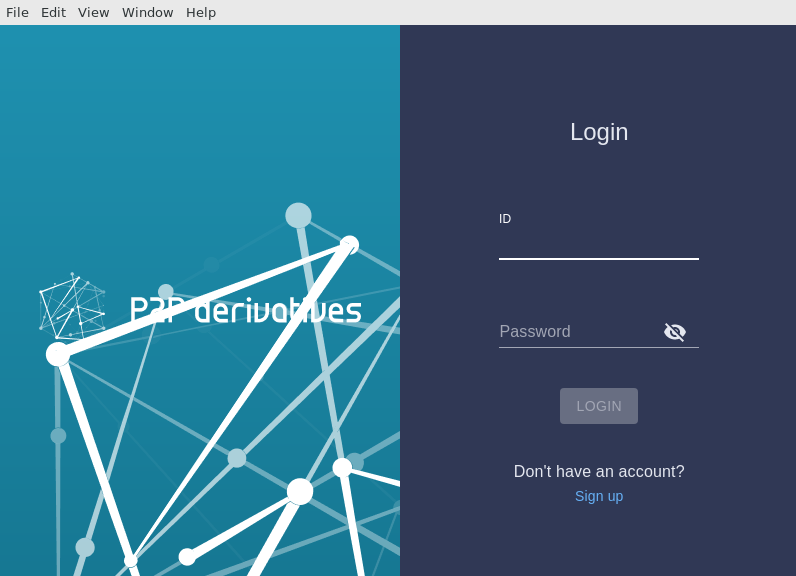 File Edit View Window Help
P2P derivatives
Login
ID
Password
LOGIN
Don't have an account?
Sign up